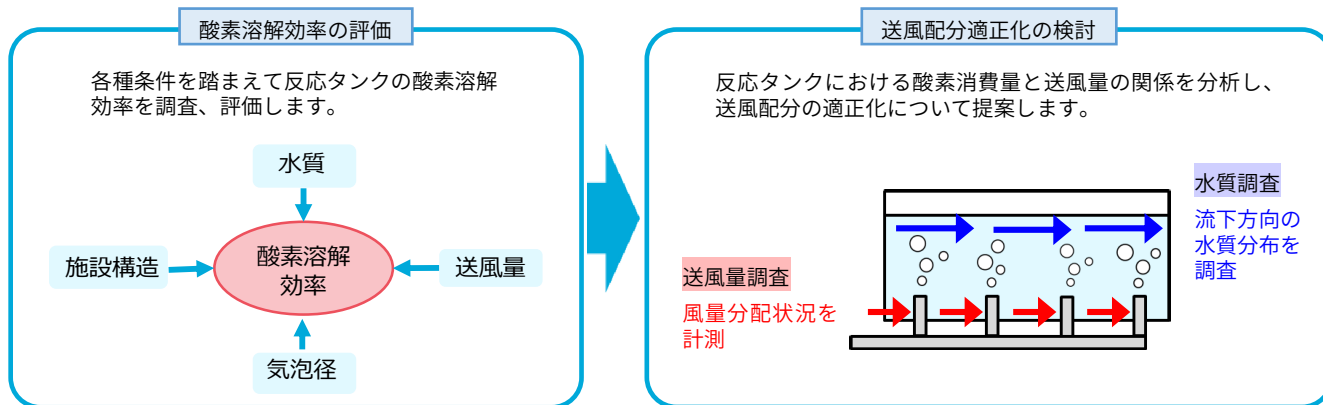 酸素溶解効率の評価
各種条件を踏まえて反応タンクの酸素溶解
効率を調査、評価します。
水質
施設構造
酸素溶解
効率
送風量
気泡径
送風配分適正化の検討
反応タンクにおける酸素消費量と送風量の関係を分析し、
送風配分の適正化について提案します。
水質調査
流下方向の
水質分布を
調査
送風量調査
風量分配状況を
計測